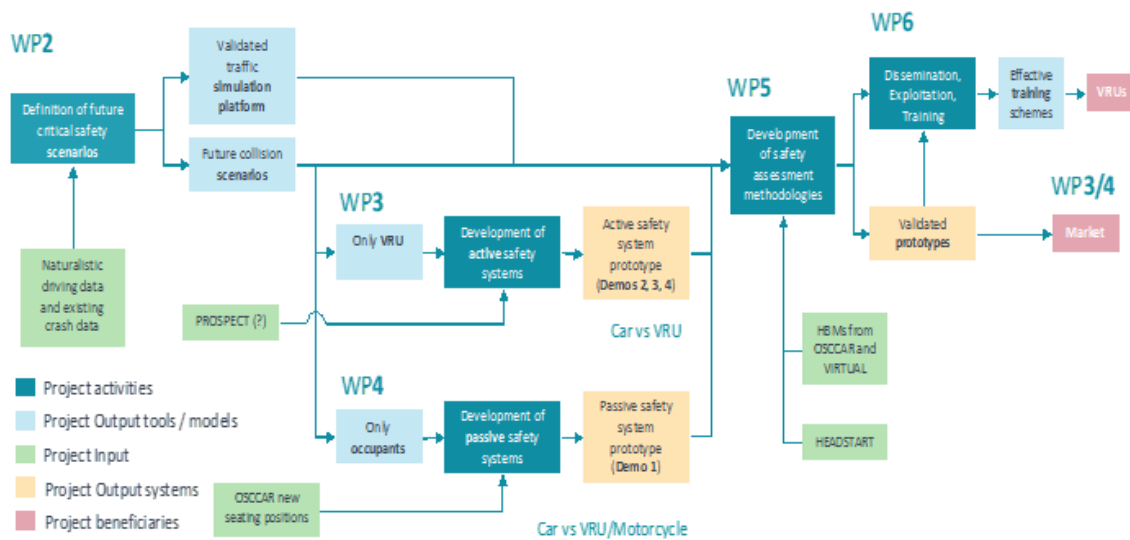 WP2
Definition of future
critical safety
scenarios
Naturalistic
driving data
and existing
crash data
Validated
traffic
simulation
platform
Future collision
scenarios
WP3
Only VRU
Development of
active safety
systems
Active safety
system
prototype
(Demos 2, 3, 4)
PROSPECT (?)
Car vs VRU
WP4
Only
occupants
Development of
passive safety
systems
Passive safety
system
prototype
(Demo 1)
OSCCAR new
seating positions
Car vs VRU/Motorcycle
WP5
Development
of safety
assessment
methodologies
HBMs from
OSCCAR and
VIRTUAL
HEADSTART
WP6
Dissemination,
Exploitation,
Training
Effective
training
schemes
VRUs
Validated
prototypes
WP3/4
Market
Project activities
Project Output tools / models
Project Input
Project Output systems
Project beneficiaries